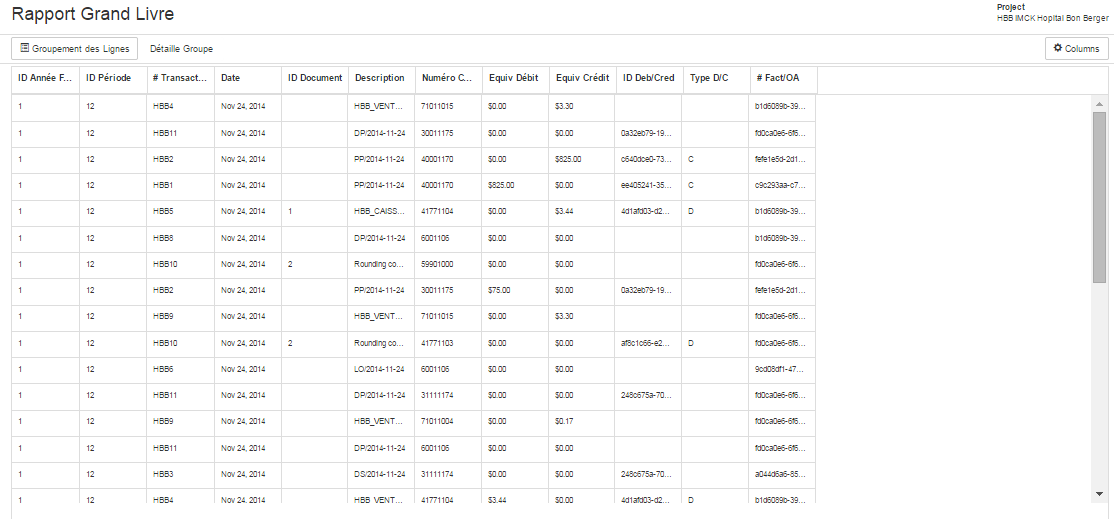 Rapport Grand Livre
Project
HBB IMCK Hopital Bon Berger
Groupement des Lignes Détaille Groupe Columns
ID Année F... ID Période # Transact... Date ID Document Description Numéro C... Equiv Débit Equiv Crédit ID Deb/Cred Type D/C # Fact/OA
1 12 HBB4 Nov 24, 2014 HBB_VENT... 71011015 $0.00 $3.30 b1d6089b-39...
1 12 HBB11 Nov 24, 2014 DP/2014-11-24 30011175 $0.00 $0.00 0a32eb79-19... fd0ca0e6-6f6...
1 12 HBB2 Nov 24, 2014 PP/2014-11-24 40001170 $0.00 $825.00 c640dce0-73... C fefe1e5d-2d1...
1 12 HBB1 Nov 24, 2014 PP/2014-11-24 40001170 $825.00 $0.00 ee405241-35... C c9c293aa-c7...
1 12 HBB5 Nov 24, 2014 1 HBB_CAISS... 41771104 $0.00 $3.44 4d1afd03-d2... D b1d6089b-39...
1 12 HBB8 Nov 24, 2014 DP/2014-11-24 6001106 $0.00 $0.00 b1d6089b-39...
1 12 HBB10 Nov 24, 2014 2 Rounding co... 59901000 $0.00 $0.00 fd0ca0e6-6f6...
1 12 HBB2 Nov 24, 2014 PP/2014-11-24 30011175 $75.00 $0.00 0a32eb79-19... fefe1e5d-2d1...
1 12 HBB9 Nov 24, 2014 HBB_VENT... 71011015 $0.00 $3.30 fd0ca0e6-6f6...
1 12 HBB10 Nov 24, 2014 2 Rounding co... 41771103 $0.00 $0.00 af8c1c66-e2... D fd0ca0e6-6f6...
1 12 HBB6 Nov 24, 2014 LO/2014-11-24 6001106 $0.00 $0.00 9cd08df1-47...
1 12 HBB11 Nov 24, 2014 DP/2014-11-24 31111174 $0.00 $0.00 248c675a-70... fd0ca0e6-6f6...
1 12 HBB9 Nov 24, 2014 HBB_VENT... 71011004 $0.00 $0.17 fd0ca0e6-6f6...
1 12 HBB11 Nov 24, 2014 DP/2014-11-24 6001106 $0.00 $0.00 fd0ca0e6-6f6...
1 12 HBB3 Nov 24, 2014 DS/2014-11-24 31111174 $0.00 $0.00 248c675a-70... a044d6a6-85...
1 12 HBB4 Nov 24, 2014 HBB_VENT... 41771104 $3.44 $0.00 4d1afd03-d2... D b1d6089b-39...